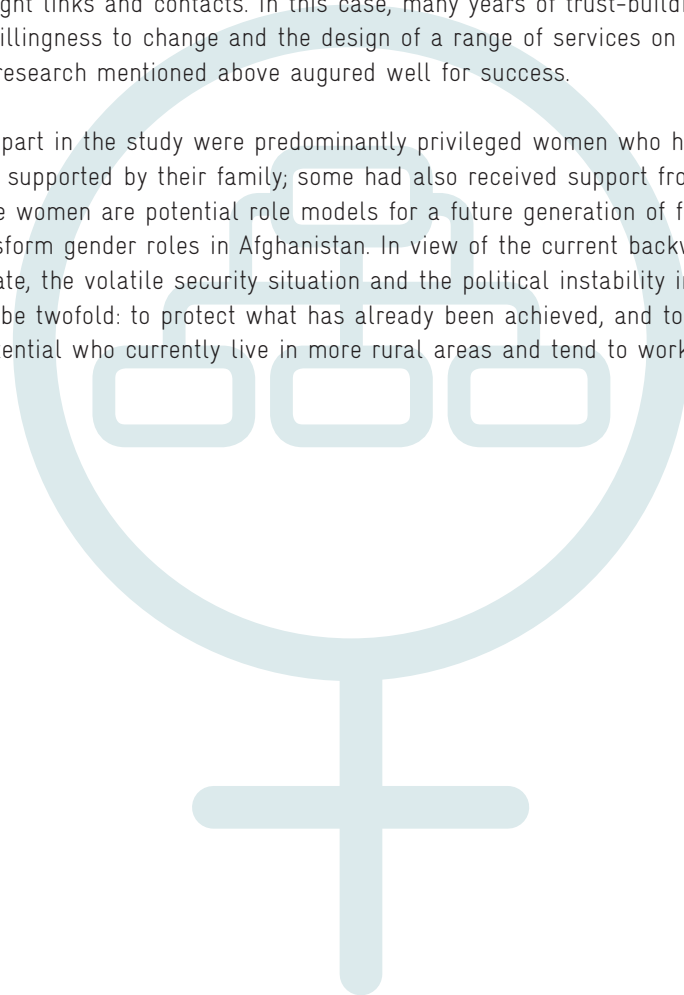 ght links and contacts. In this case, many years of trust-buildi
illingness to change and the design of a range of services on
research mentioned above augured well for success.
part in the study were predominantly privileged women who h
supported by their family; some had also received support fro
e women are potential role models for a future generation of f
sform gender roles in Afghanistan. In view of the current backw
ate, the volatile security situation and the political instability i
be twofold: to protect what has already been achieved, and to
ential who currently live in more rural areas and tend to work